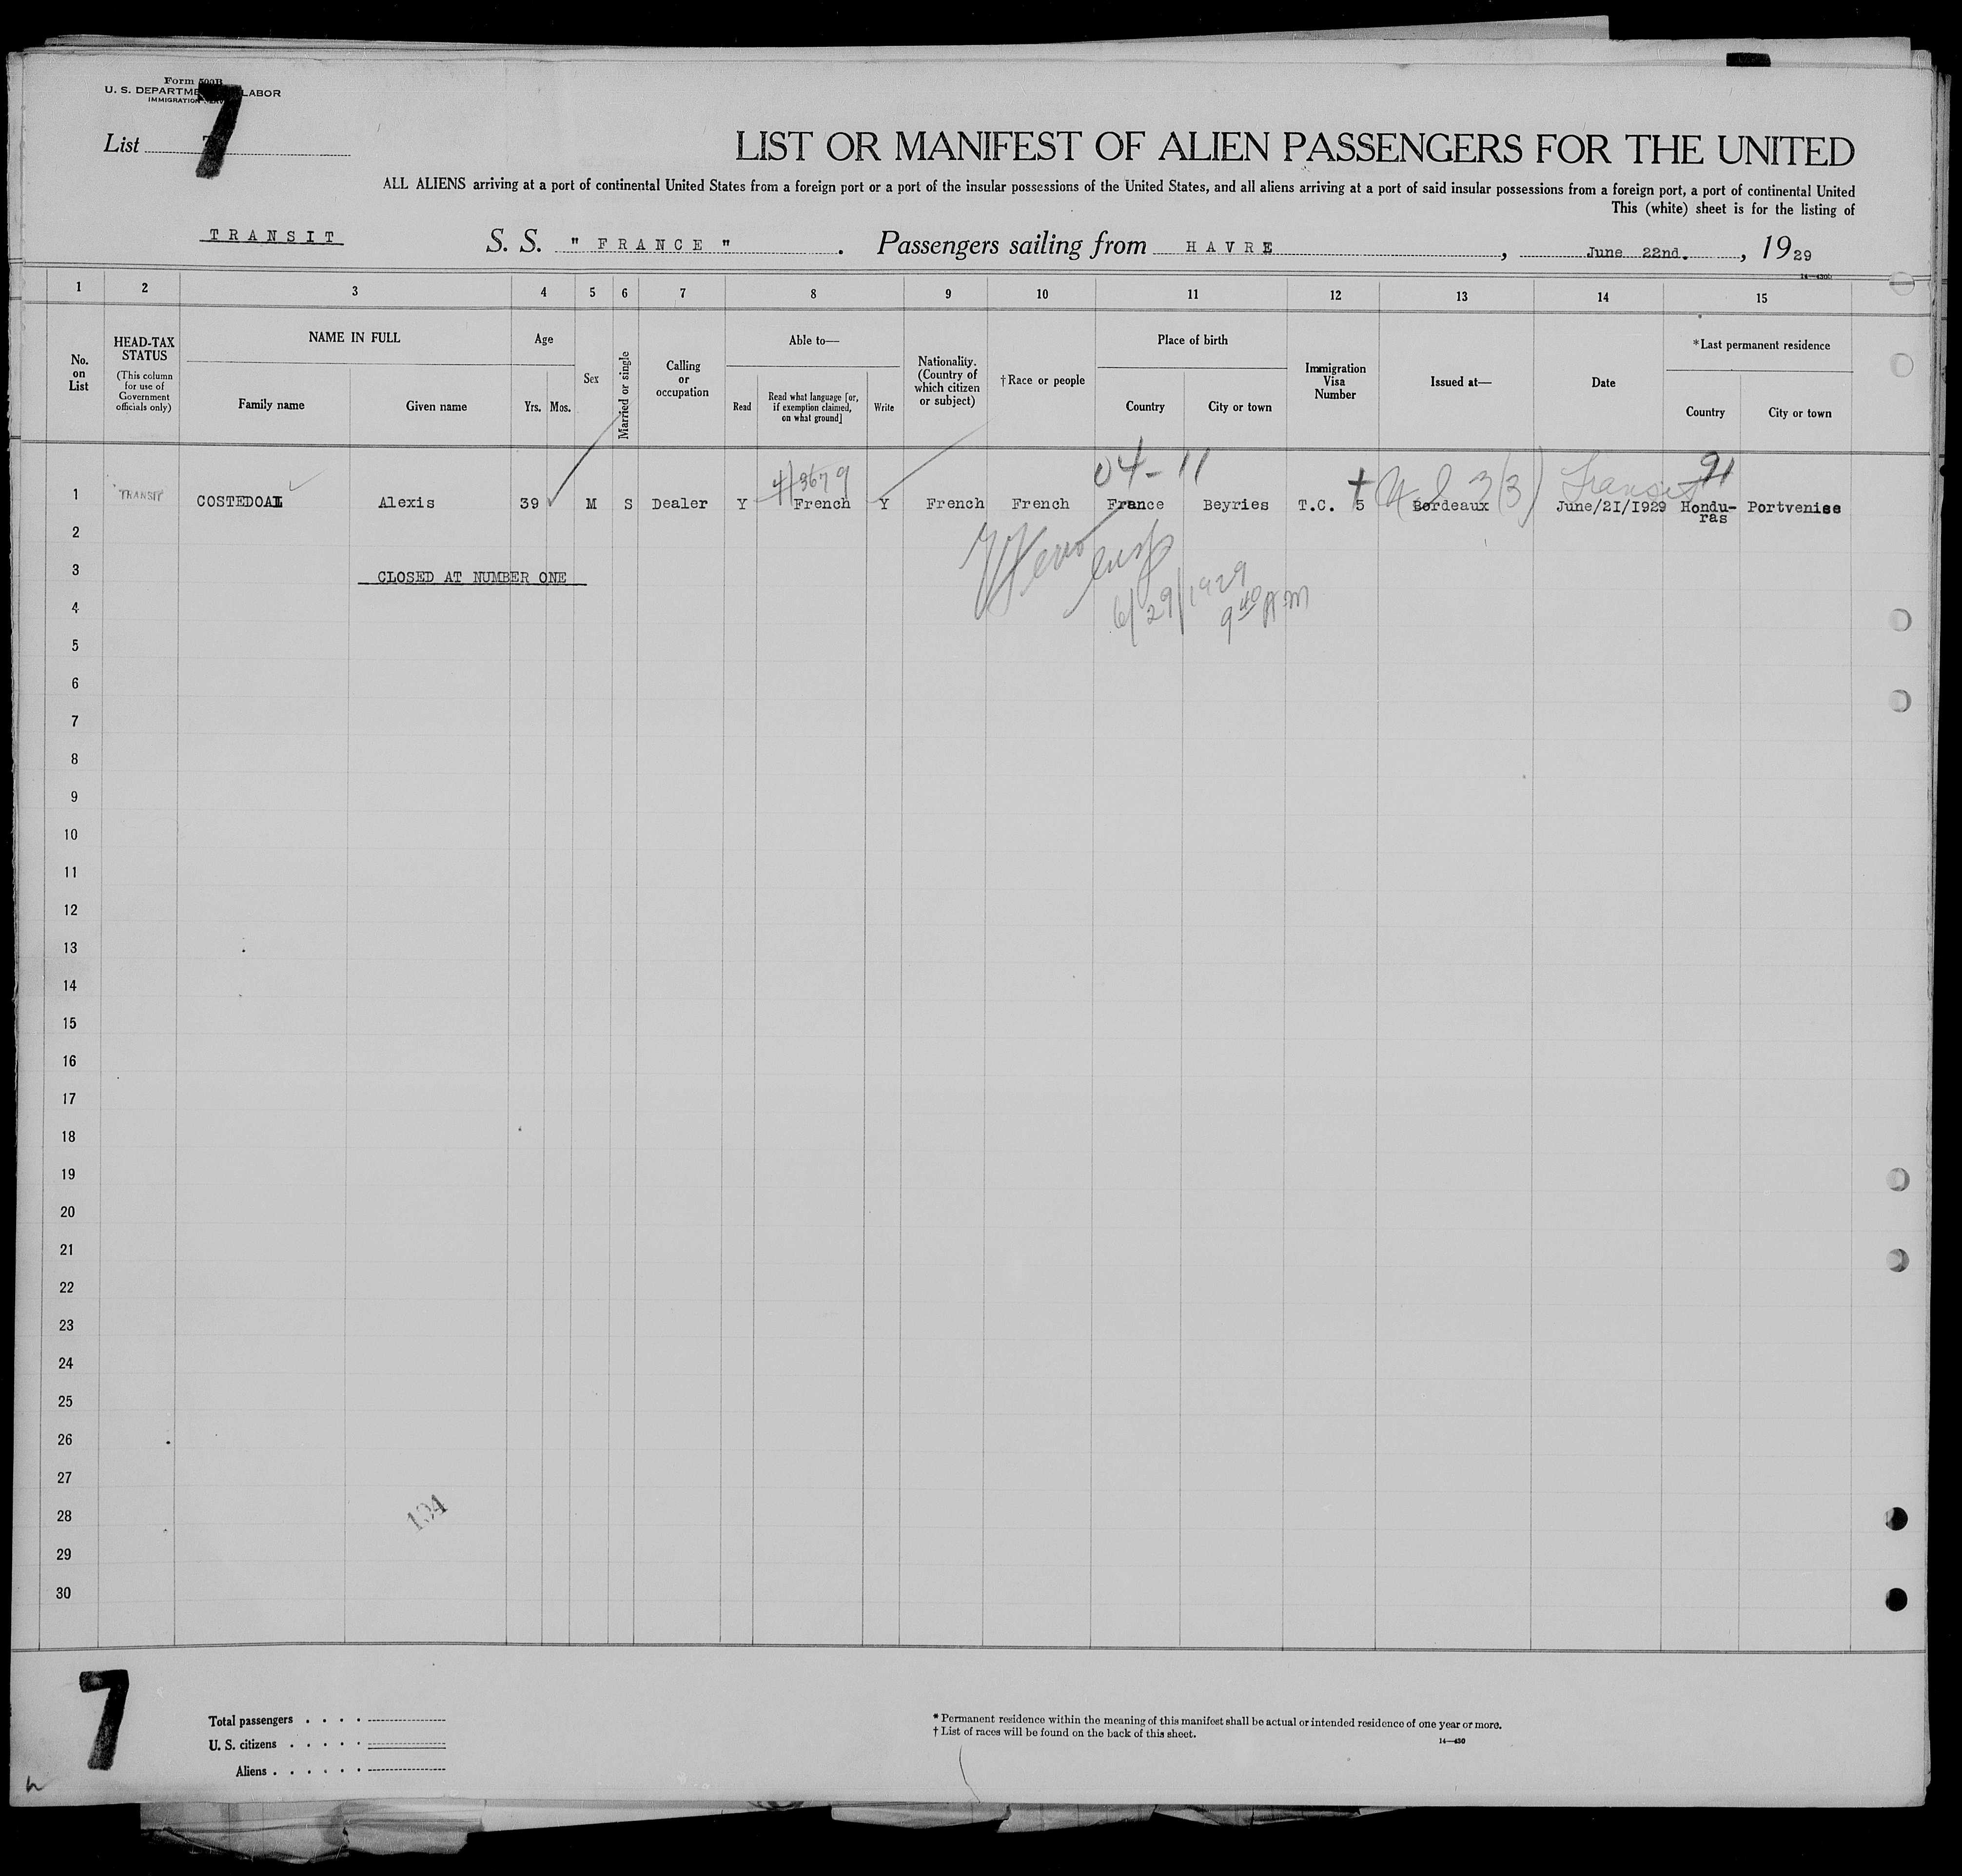 Form 500B
U. S. DEPARTMENT LABOR
IMMIGRATION
List 7
LIST OR MANIFEST OF ALIEN PASSENGERS FOR THE UNITED
ALL ALIENS arriving at a port of continental United States from a foreign port or a port of the insular possessions of the United States, and all aliens arriving at a port of said insular possessions from a foreign port, a port of continental United
This (white) sheet is for the listing of
TRANSIT S. S. "FRANCE". Passengers sailing from HAVRE, June 22nd., 1929
14—430b
1 2 3 4 5 6 7 8 9 10 11 12 13 14 15
No. on List
HEAD-TAX STATUS
(This column for use of Government officials only)
NAME IN FULL
Family name Given name
Age
Yrs. Mos.
Sex
Married or single
Calling or occupation
Able to—
Read Read what language [or, if exemption claimed, on what ground] Write
Nationality. (Country of which citizen or subject)
†Race or people
Place of birth
Country City or town
Immigration Visa Number
Issued at—
Date
*Last permanent residence
Country City or town
04-11 91
Transit
1 TRANSIT COSTEDOAL Alexis 39 M S Dealer Y French Y French French France Beyries T.C. 5 Bordeaux June/21/1929 Hondu-ras Portvenise
2
3 CLOSED AT NUMBER ONE
6/29/1929
9 40 AM
4
5
6
7
8
9
10
11
12
13
14
15
16
17
18
19
20
21
22
23
24
25
26
27
28
194
29
30
7
Total passengers . . . .
U. S. citizens . . . . .
Aliens . . . . . .
* Permanent residence within the meaning of this manifest shall be actual or intended residence of one year or more.
† List of races will be found on the back of this sheet.
14—430